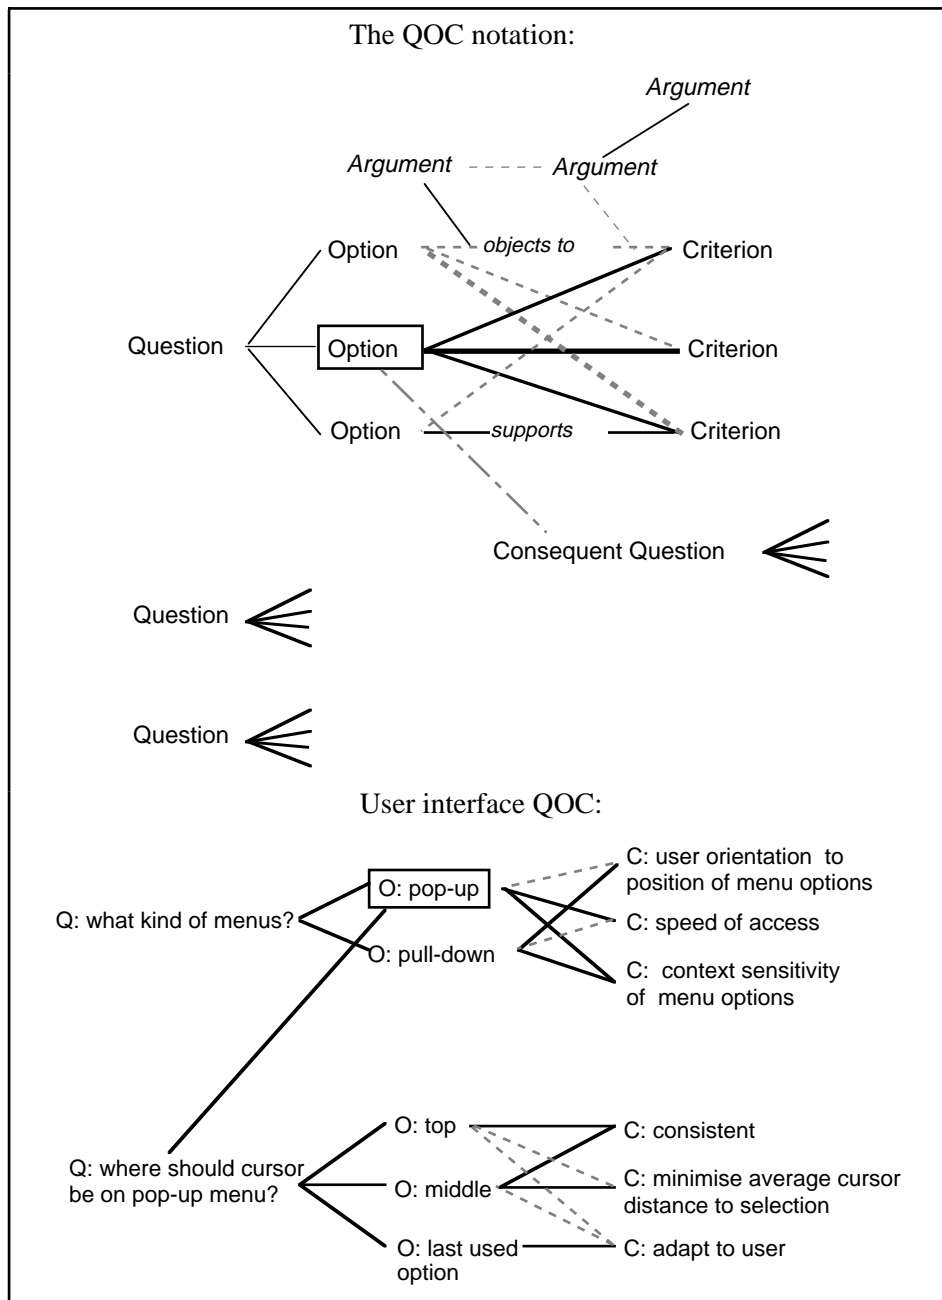 The QOC notation:
Argument
Argument
Argument
Option
objects to
Criterion
Question
Option
Criterion
Option
supports
Criterion
Consequent Question
Question
Question
User interface QOC:
Q: what kind of menus?
O: pop-up
O: pull-down
C: user orientation to
position of menu options
C: speed of access
C: context sensitivity
of menu options
Q: where should cursor
be on pop-up menu?
O: top
O: middle
O: last used
option
C: consistent
C: minimise average cursor
distance to selection
C: adapt to user